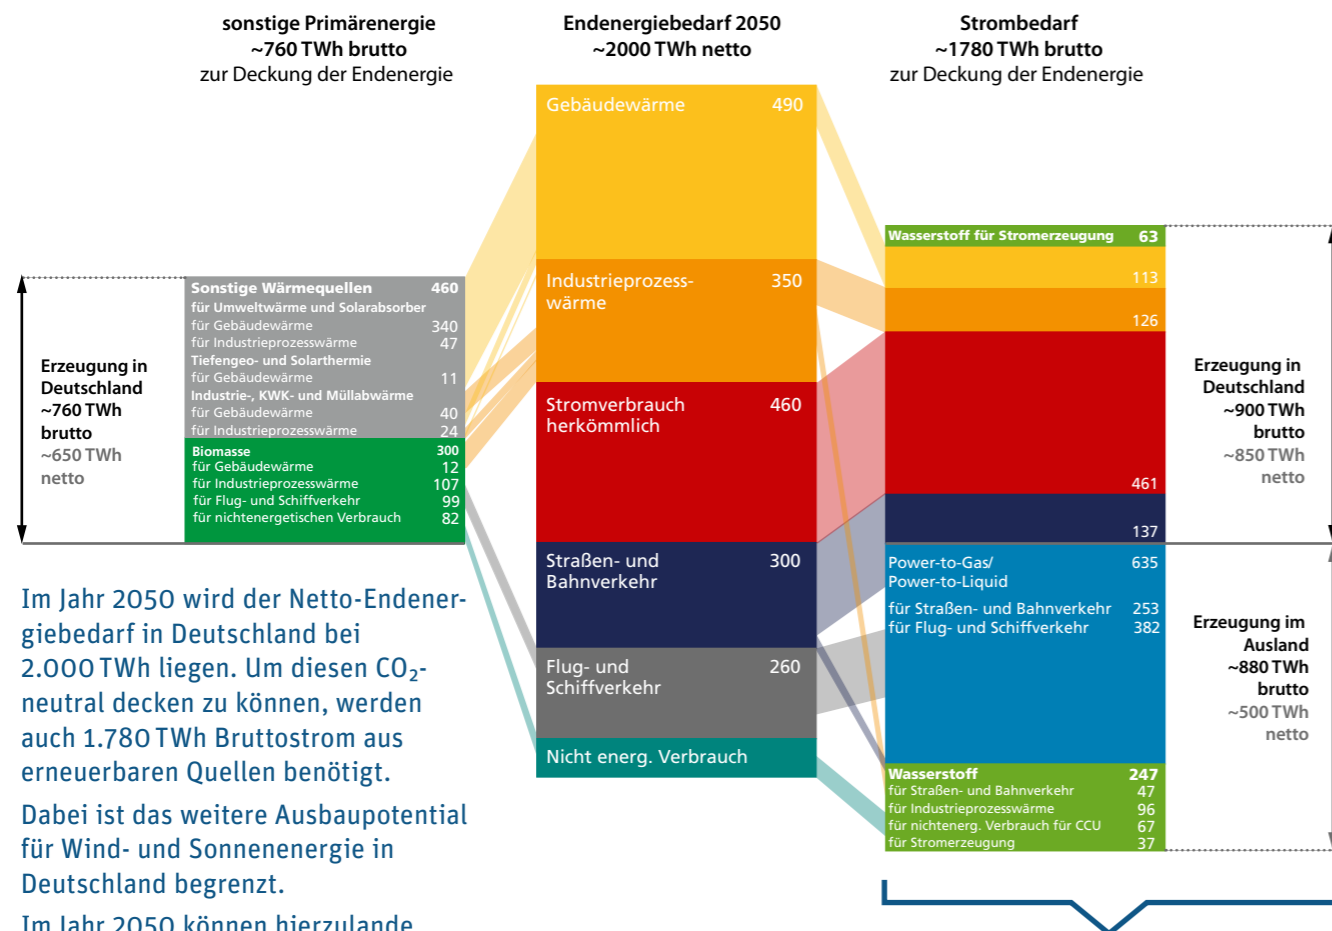 sonstige Primärenergie
~760 TWh brutto
zur Deckung der Endenergie
Endenergiebedarf 2050
~2000 TWh netto
Strombedarf
~1780 TWh brutto
zur Deckung der Endenergie
Erzeugung in
Deutschland
~760 TWh
brutto
~650 TWh
netto
Sonstige Wärmequellen 460
für Umweltwärme und Solarabsorber
für Gebäudewärme 340
für Industrieprozesswärme 47
Tiefengeo- und Solarthermie
für Gebäudewärme 11
Industrie-, KWK- und Müllabwärme
für Gebäudewärme 40
für Industrieprozesswärme 24
Biomasse 300
für Gebäudewärme 12
für Industrieprozesswärme 107
für Flug- und Schiffverkehr 99
für nichtenergetischen Verbrauch 82
Gebäudewärme 490
Industrieprozess- 350
wärme
Stromverbrauch 460
herkömmlich
Straßen- und 300
Bahnverkehr
Flug- und 260
Schiffverkehr
Nicht energ. Verbrauch
Wasserstoff für Stromerzeugung 63
113
126
461
137
Power-to-Gas/ 635
Power-to-Liquid
für Straßen- und Bahnverkehr 253
für Flug- und Schiffverkehr 382
Wasserstoff 247
für Straßen- und Bahnverkehr 47
für Industrieprozesswärme 96
für nichtenerg. Verbrauch für CCU 67
für Stromerzeugung 37
Erzeugung in
Deutschland
~900 TWh
brutto
~850 TWh
netto
Erzeugung im
Ausland
~880 TWh
brutto
~500 TWh
netto
Im Jahr 2050 wird der Netto-Endener-
giebedarf in Deutschland bei
2.000 TWh liegen. Um diesen CO₂-
neutral decken zu können, werden
auch 1.780 TWh Bruttostrom aus
erneuerbaren Quellen benötigt.
Dabei ist das weitere Ausbaupotential
für Wind- und Sonnenenergie in
Deutschland begrenzt.
Im Jahr 2050 können hierzulande